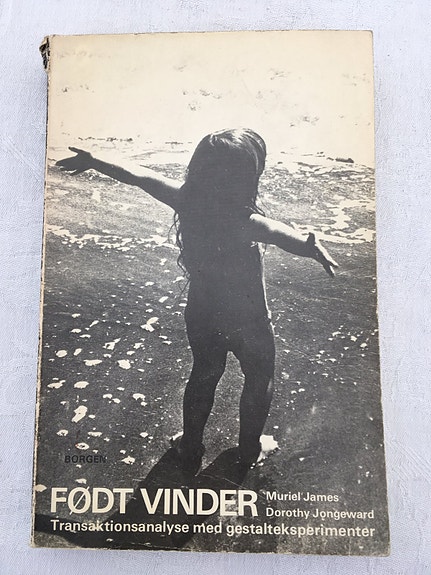 BORGEN
FØDT VINDER
Muriel James
Dorothy Jongeward
Transaktionsanalyse med gestalteksperimenter